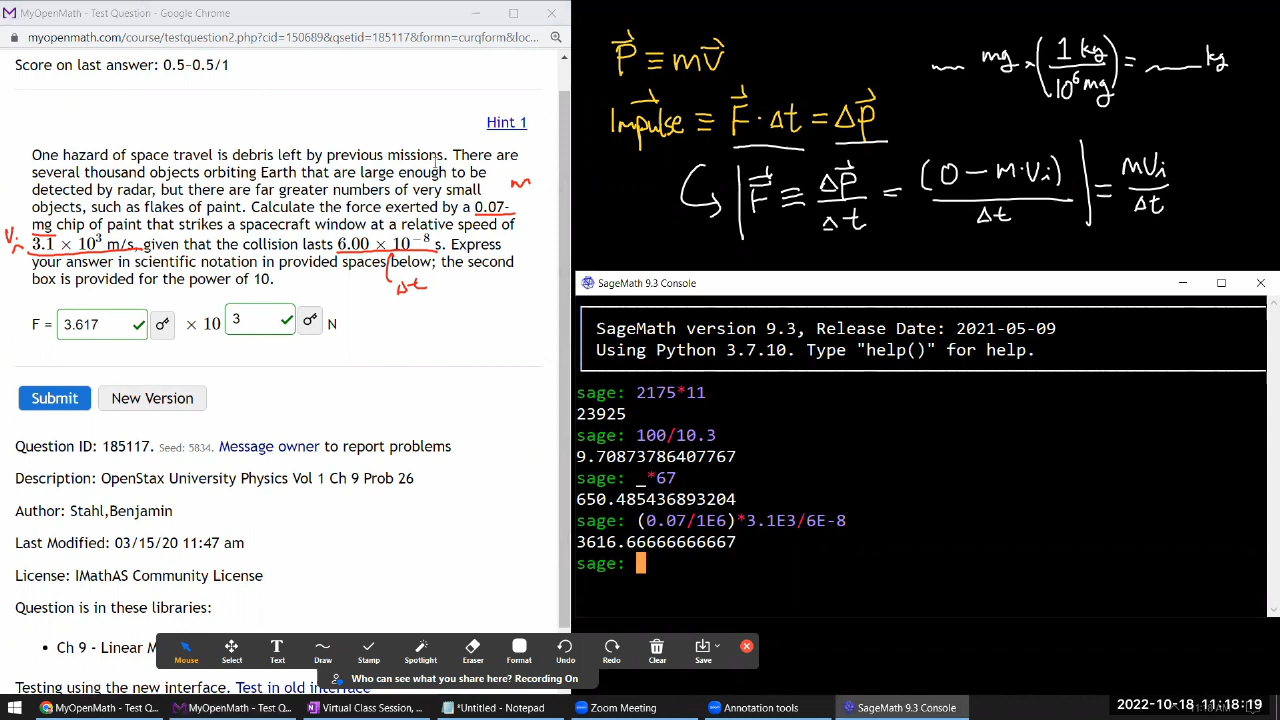 MyOpenMath - Test Question - Google Chrome
myopenmath.com/course/testquestion2.php?cid=150689&qsetid=185117&formn=curqform&loc...
Score on last answer: 0.5-0.5/1
Hint 1
One hazard of space travel is debris left by previous missions. There are
several thousand objects orbiting Earth that are large enough to be
detected by radar, but there are far greater numbers of very small
objects, such as flakes of paint. Calculate the force exerted by a 0.07-
mg chip of paint that strikes a spacecraft window at a relative speed of
3.1 × 10³ m/s, given that the collision lasts 6.00 × 10⁻⁸ s. Express
your answer in scientific notation in provided spaces below; the second
box is provided for the power of 10.
m
Vi
Δt
F = 3.617 × 10 3 N
Submit New Version
Question ID: 185117. Seed: 5834. Message owner to report problems
Description: OpenStax University Physics Vol 1 Ch 9 Prob 26
Author: Stahl,Benjamin
Last Modified: 03/15/20 11:47 am
License: IMathAS Community License
Question is in these libraries:
Ch 9 - Linear M
Testing using the new interface. Test in old interface
P⃗ ≡ mv⃗
__ mg × (1 kg / 10⁶ mg) = ____ kg
Impulse ≡ F⃗ · Δt = ΔP⃗
|F⃗ ≡ ΔP⃗/Δt = (0 - m·Vi)/Δt| = mVi/Δt
SageMath 9.3 Console
SageMath version 9.3, Release Date: 2021-05-09
Using Python 3.7.10. Type "help()" for help.
sage: 2175*11
23925
sage: 100/10.3
9.70873786407767
sage: _*67
650.485436893204
sage: (0.07/1E6)*3.1E3/6E-8
3616.66666666667
sage:
Mouse Select Text Draw Stamp Spotlight Eraser Format Undo Redo Clear Save
Who can see what you share here? Recording On
MyOpenMath - Goo... MyOpenMath - Tes... Virtual Class Session,... *Untitled - Notepad Zoom Meeting Annotation tools SageMath 9.3 Console
2022-10-18 11:18:19